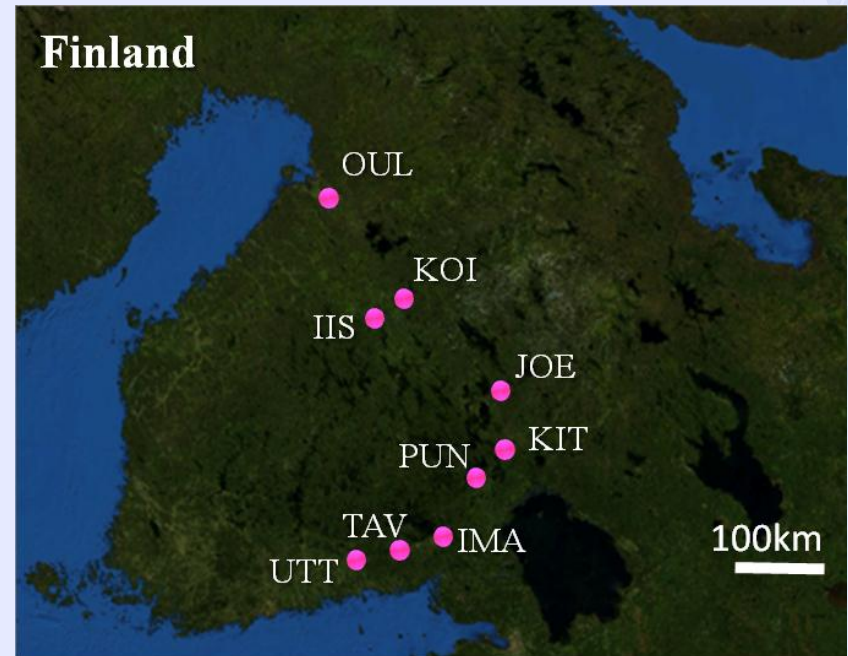 Finland
OUL
KOI
IIS
JOE
KIT
PUN
TAV
IMA
100km
UTT